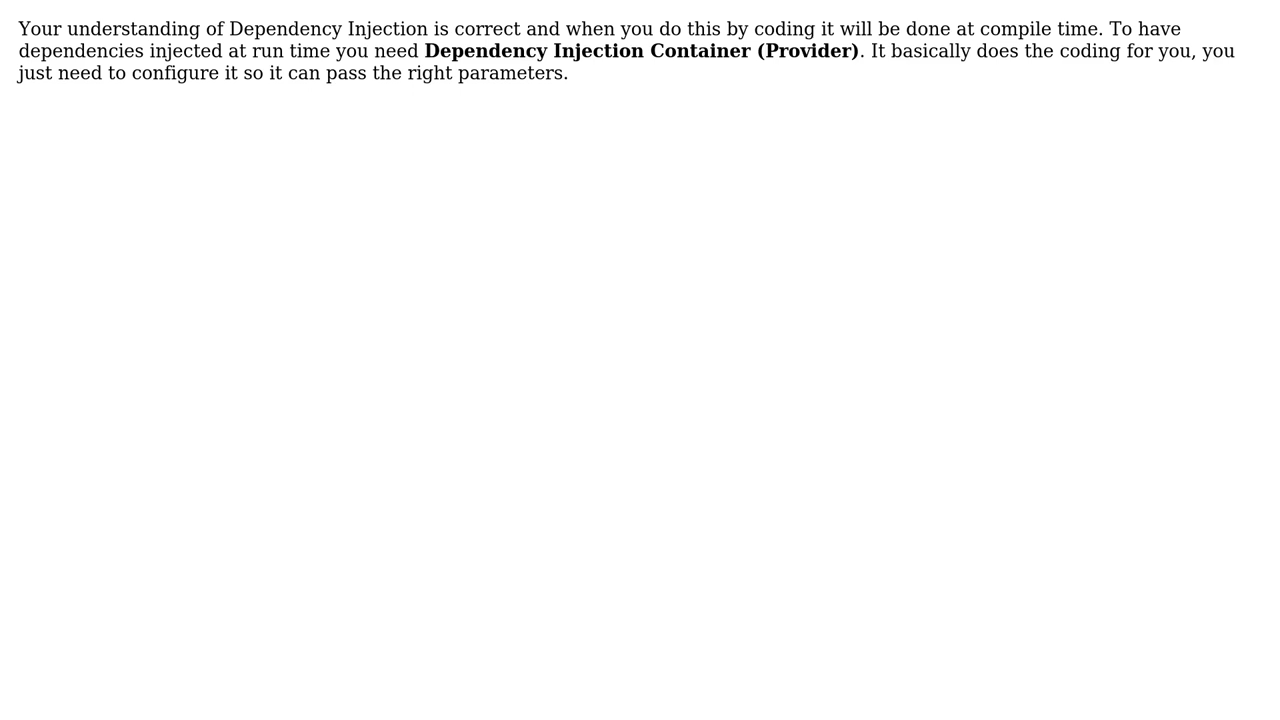 Your understanding of Dependency Injection is correct and when you do this by coding it will be done at compile time. To have
dependencies injected at run time you need Dependency Injection Container (Provider). It basically does the coding for you, you
just need to configure it so it can pass the right parameters.